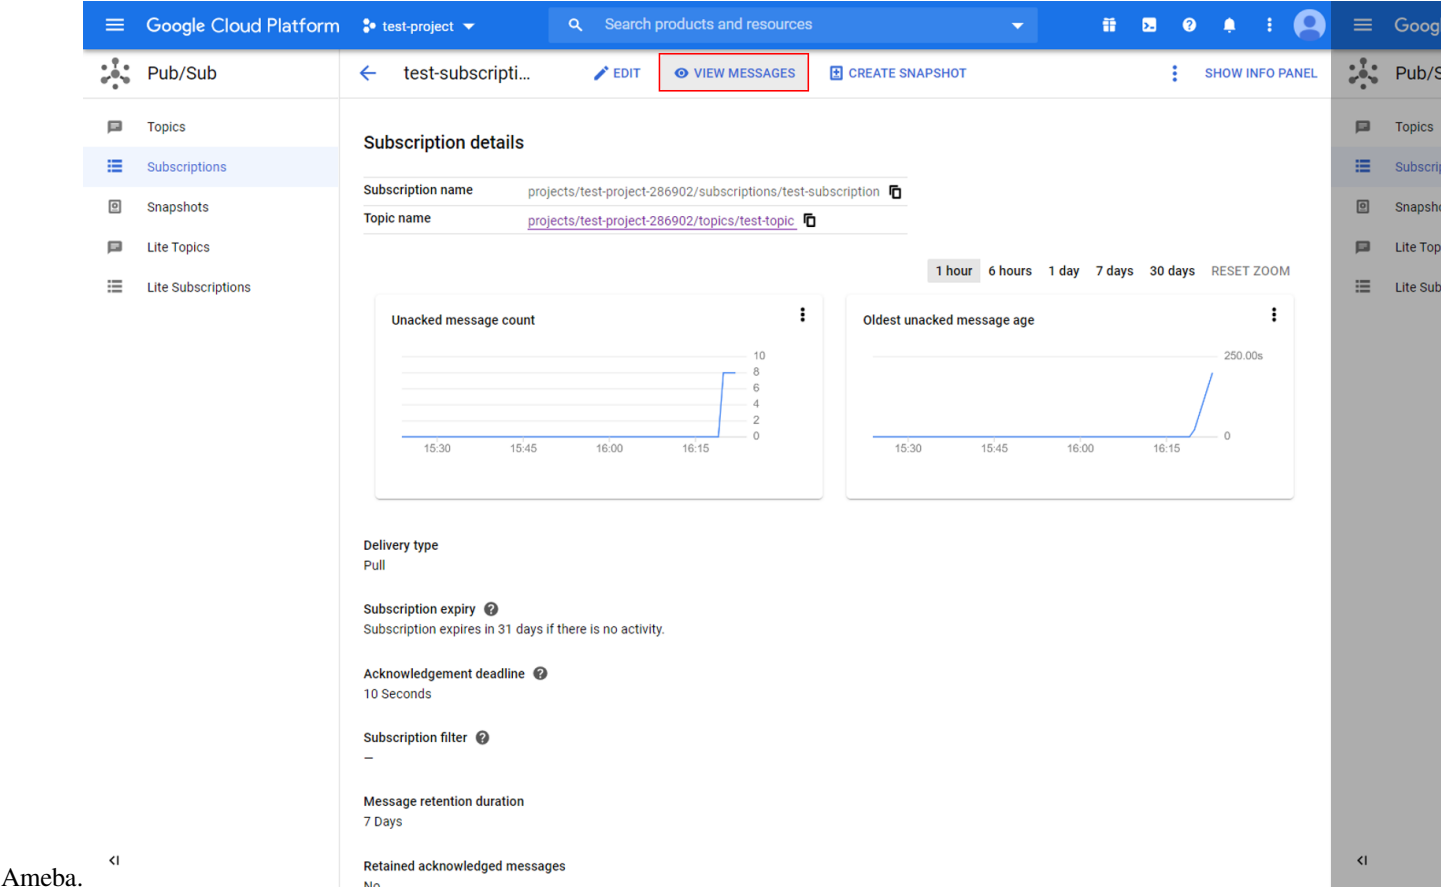 Google Cloud Platform test-project Search products and resources Goog
Pub/Sub test-subscripti... EDIT VIEW MESSAGES CREATE SNAPSHOT SHOW INFO PANEL Pub/S
Topics
Subscriptions
Snapshots
Lite Topics
Lite Subscriptions
Subscription details
Subscription name projects/test-project-286902/subscriptions/test-subscription
Topic name projects/test-project-286902/topics/test-topic
1 hour 6 hours 1 day 7 days 30 days RESET ZOOM
Unacked message count
10
8
6
4
2
0
15:30 15:45 16:00 16:15
Oldest unacked message age
250.00s
0
15:30 15:45 16:00 16:15
Delivery type
Pull
Subscription expiry
Subscription expires in 31 days if there is no activity.
Acknowledgement deadline
10 Seconds
Subscription filter
—
Message retention duration
7 Days
Retained acknowledged messages
No
Topics
Subscrip
Snapsho
Lite Top
Lite Sub
Ameba.